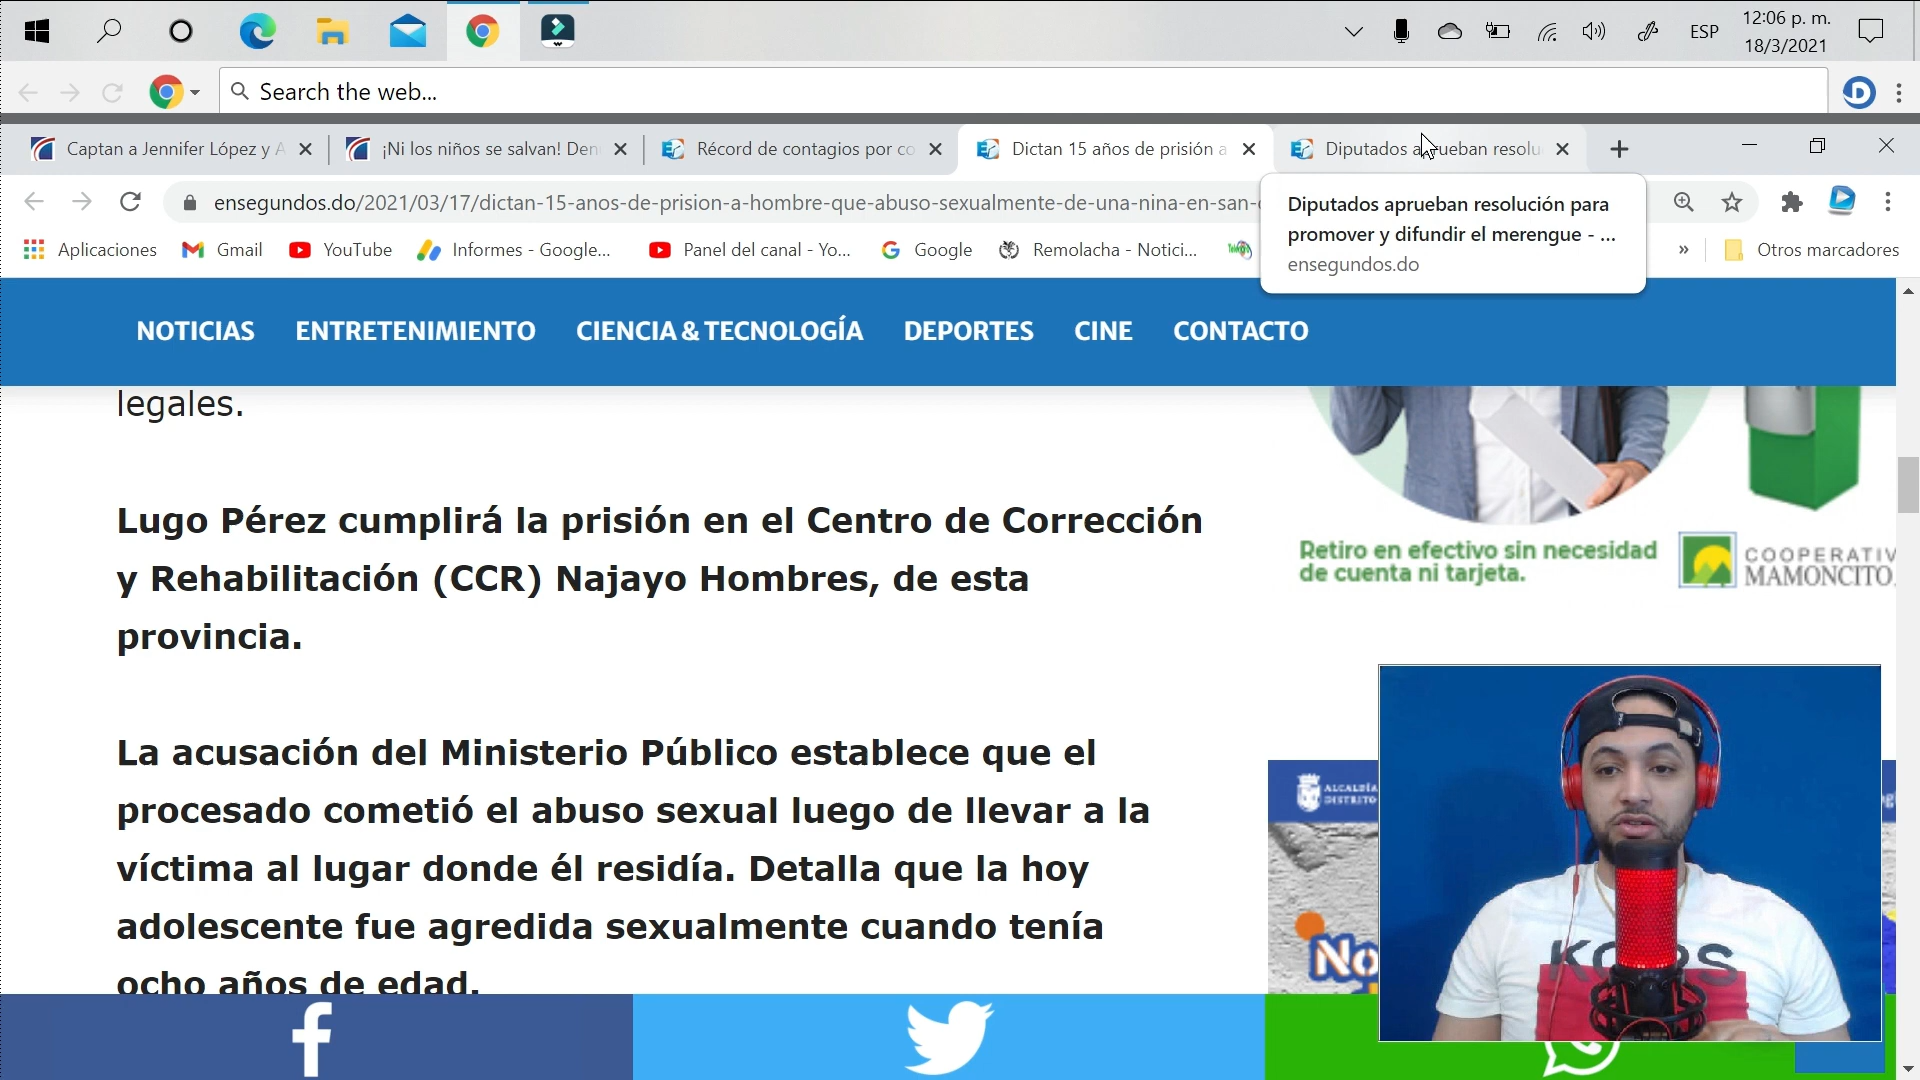 ESP
12:06 p. m.
18/3/2021
Search the web...
Captan a Jennifer López y A
¡Ni los niños se salvan! Den
Récord de contagios por co
Dictan 15 años de prisión a
Diputados aprueban resolu
ensegundos.do/2021/03/17/dictan-15-anos-de-prision-a-hombre-que-abuso-sexualmente-de-una-nina-en-san-
Diputados aprueban resolución para
promover y difundir el merengue - ...
ensegundos.do
Aplicaciones
Gmail
YouTube
Informes - Google...
Panel del canal - Yo...
Google
Remolacha - Notici...
»
Otros marcadores
NOTICIAS
ENTRETENIMIENTO
CIENCIA & TECNOLOGÍA
DEPORTES
CINE
CONTACTO
legales.
Lugo Pérez cumplirá la prisión en el Centro de Corrección
y Rehabilitación (CCR) Najayo Hombres, de esta
provincia.
Retiro en efectivo sin necesidad
de cuenta ni tarjeta.
COOPERATIV
MAMONCITO
La acusación del Ministerio Público establece que el
procesado cometió el abuso sexual luego de llevar a la
víctima al lugar donde él residía. Detalla que la hoy
adolescente fue agredida sexualmente cuando tenía
ocho años de edad.
ALCALDÍA
DISTRITO
No
KORS